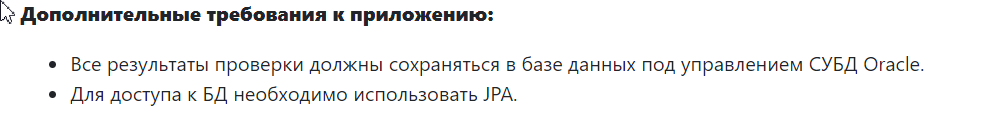 Дополнительные требования к приложению:
• Все результаты проверки должны сохраняться в базе данных под управлением СУБД Oracle.
• Для доступа к БД необходимо использовать JPA.